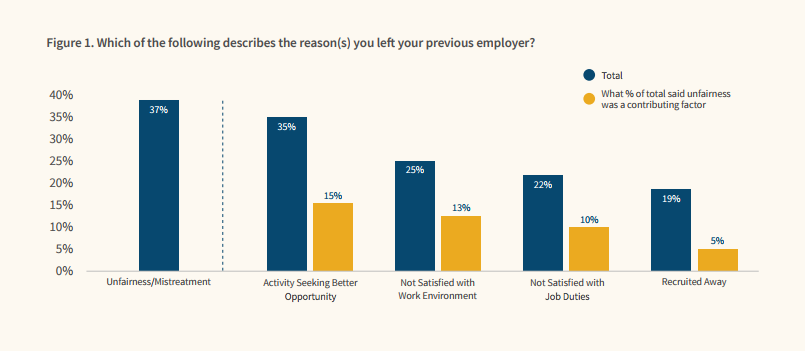 Figure 1. Which of the following describes the reason(s) you left your previous employer?
Total
What % of total said unfairness
was a contributing factor
40%
35%
30%
25%
20%
15%
10%
5%
0%
37%
35%
15%
25%
13%
22%
10%
19%
5%
Unfairness/Mistreatment
Activity Seeking Better
Opportunity
Not Satisfied with
Work Environment
Not Satisfied with
Job Duties
Recruited Away